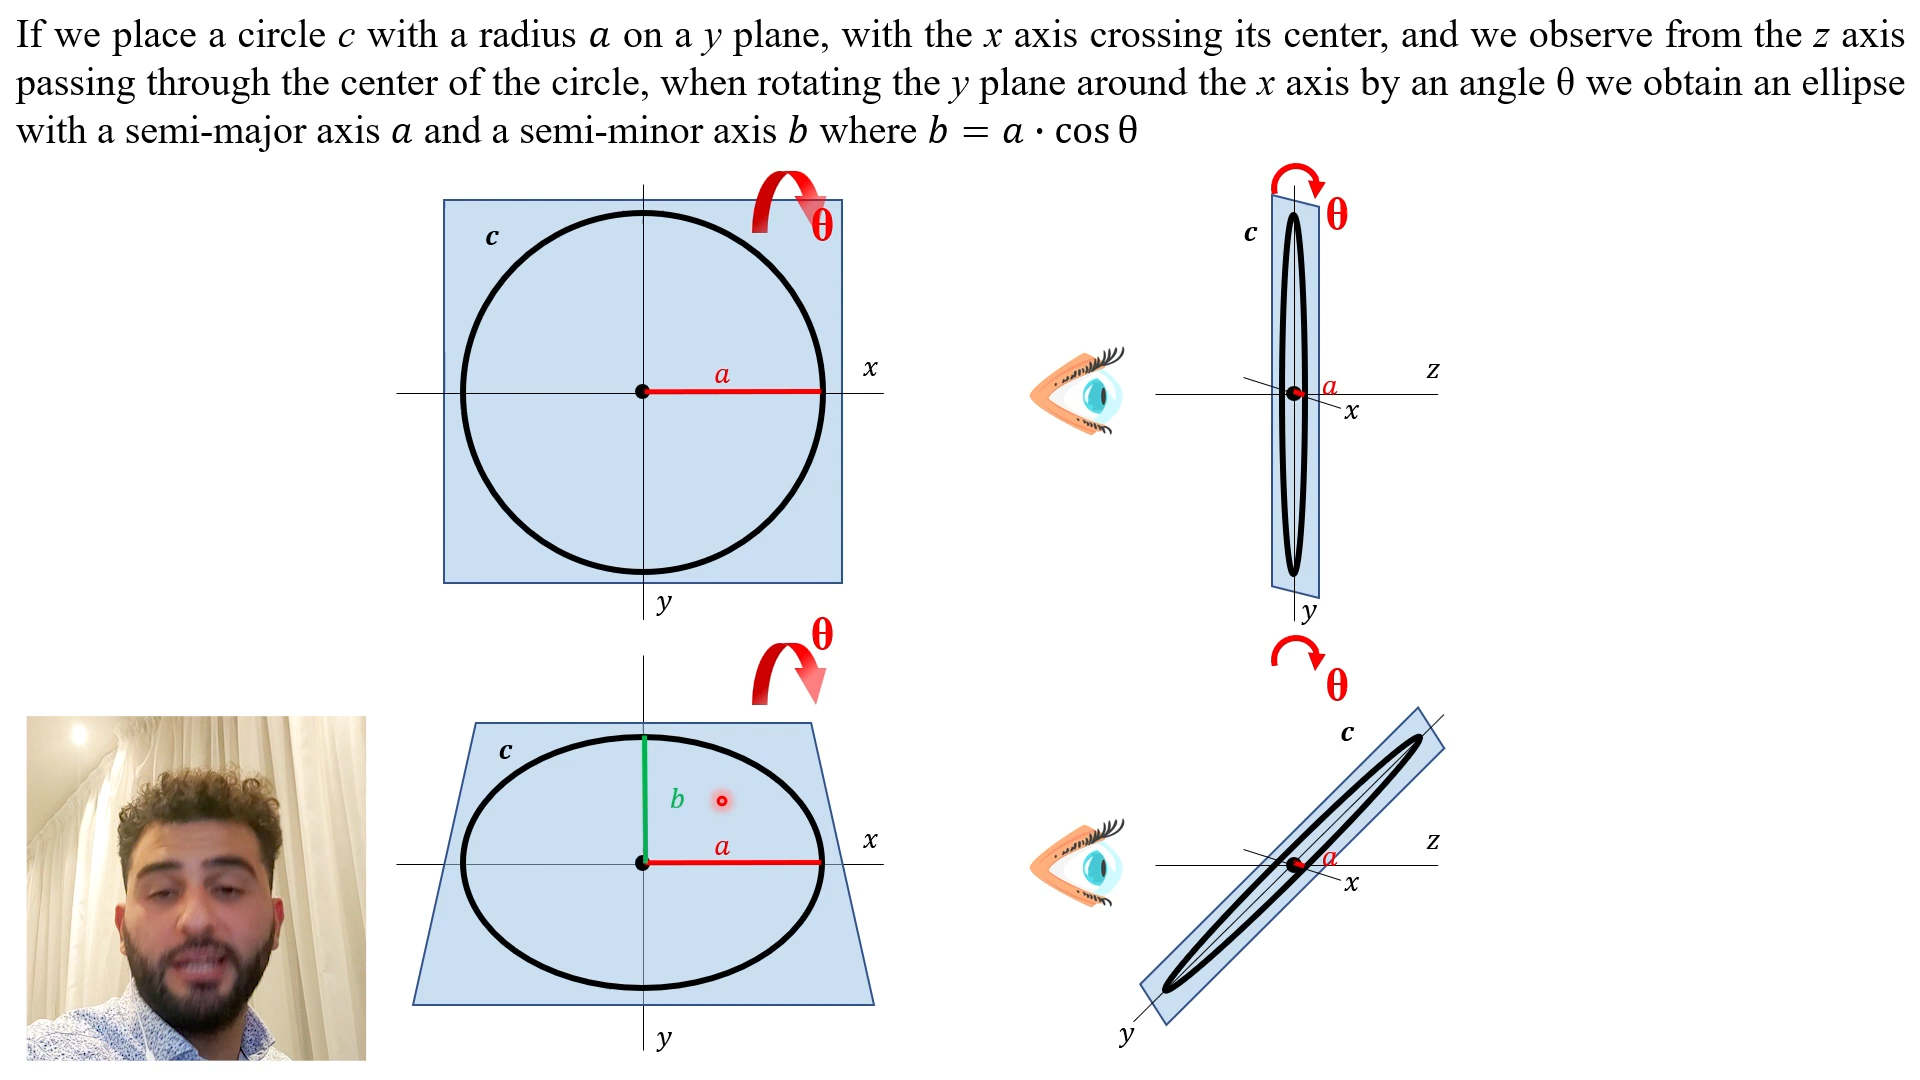 If we place a circle c with a radius a on a y plane, with the x axis crossing its center, and we observe from the z axis
passing through the center of the circle, when rotating the y plane around the x axis by an angle θ we obtain an ellipse
with a semi-major axis a and a semi-minor axis b where b = a · cos θ
θ
c
a
x
y
θ
c
a
x
z
y
θ
c
b
a
x
y
θ
c
a
x
z
y